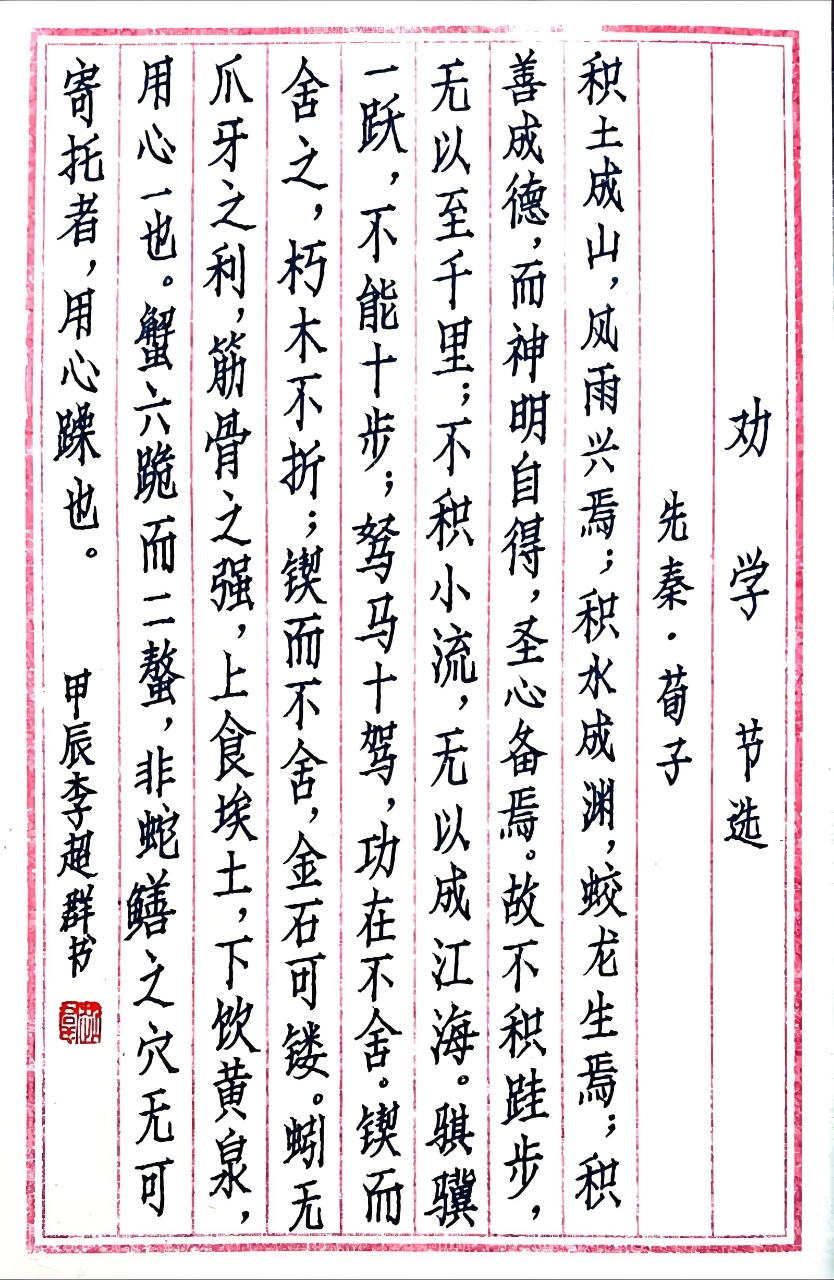 劝学 节选
先秦·荀子
积土成山，风雨兴焉；积水成渊，蛟龙生焉；积
善成德，而神明自得，圣心备焉。故不积跬步，
无以至千里；不积小流，无以成江海。骐骥
一跃，不能十步；驽马十驾，功在不舍。锲而
舍之，朽木不折；锲而不舍，金石可镂。蚓无
爪牙之利，筋骨之强，上食埃土，下饮黄泉，
用心一也。蟹六跪而二螯，非蛇鳝之穴无可
寄托者，用心躁也。
甲辰李超群书